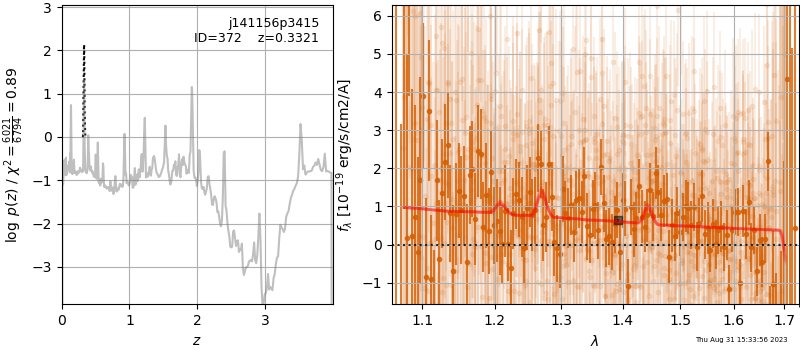 j141156p3415
ID=372 z=0.3321
log p(z) / χ² = 6021/6794 = 0.89
3
2
1
0
−1
−2
−3
0 1 2 3
z
fλ [10⁻¹⁹ erg/s/cm2/A]
6
5
4
3
2
1
0
−1
1.1 1.2 1.3 1.4 1.5 1.6 1.7
λ
Thu Aug 31 15:33:56 2023